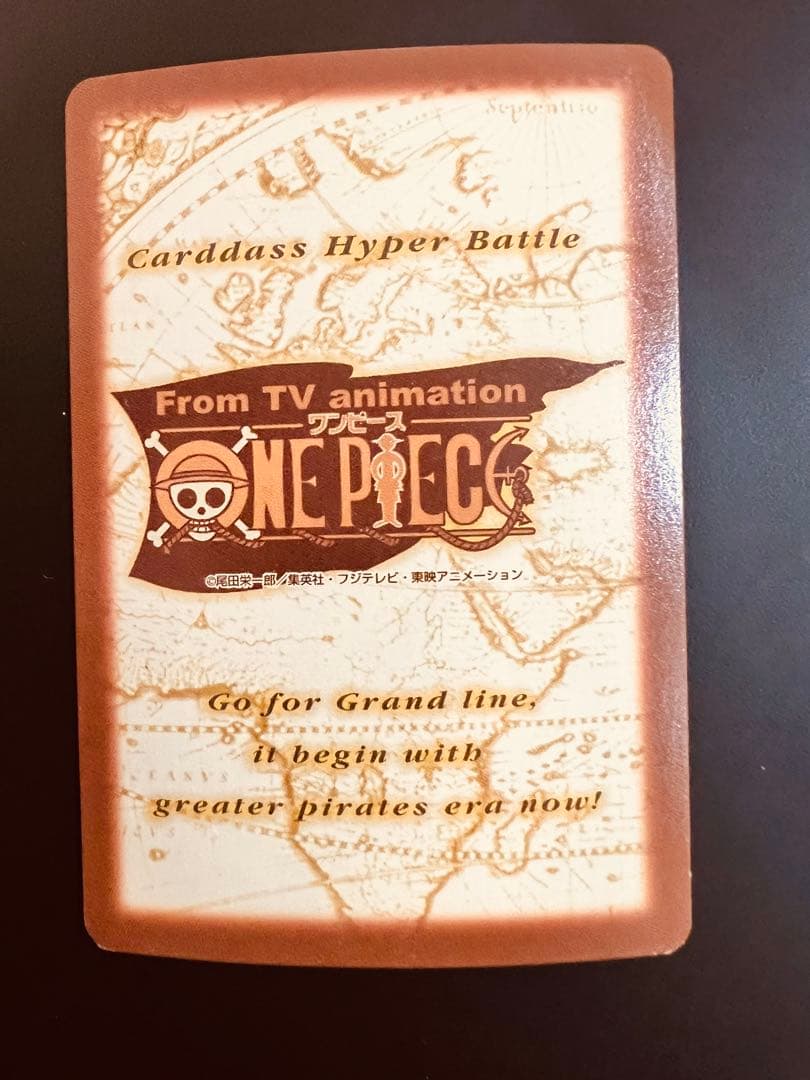 Septentrio
Carddass Hyper Battle
From TV animation
ワンピース
ONE PIECE
©尾田栄一郎／集英社・フジテレビ・東映アニメーション
Go for Grand line,
it begin with
greater pirates era now!